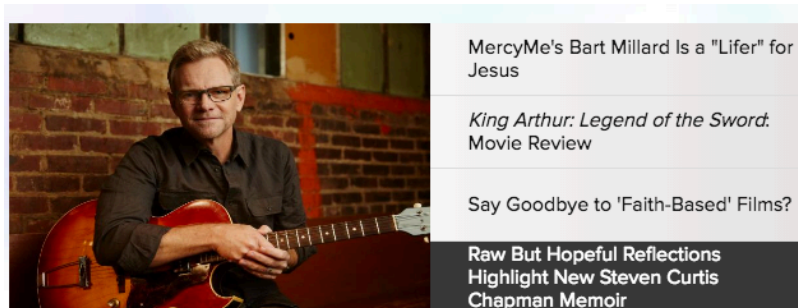 MercyMe's Bart Millard Is a "Lifer" for
Jesus
King Arthur: Legend of the Sword:
Movie Review
Say Goodbye to 'Faith-Based' Films?
Raw But Hopeful Reflections
Highlight New Steven Curtis
Chapman Memoir